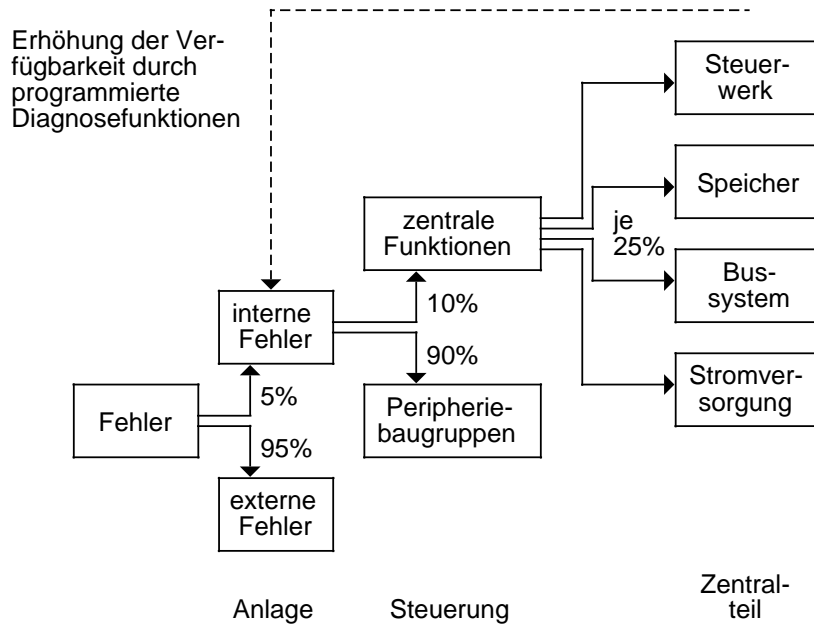 Erhöhung der Ver-
fügbarkeit durch
programmierte
Diagnosefunktionen
Steuer-
werk
Speicher
zentrale
Funktionen
je
25%
Bus-
system
interne
Fehler
10%
90%
Stromver-
sorgung
5%
Fehler
Peripherie-
baugruppen
95%
externe
Fehler
Anlage
Steuerung
Zentral-
teil